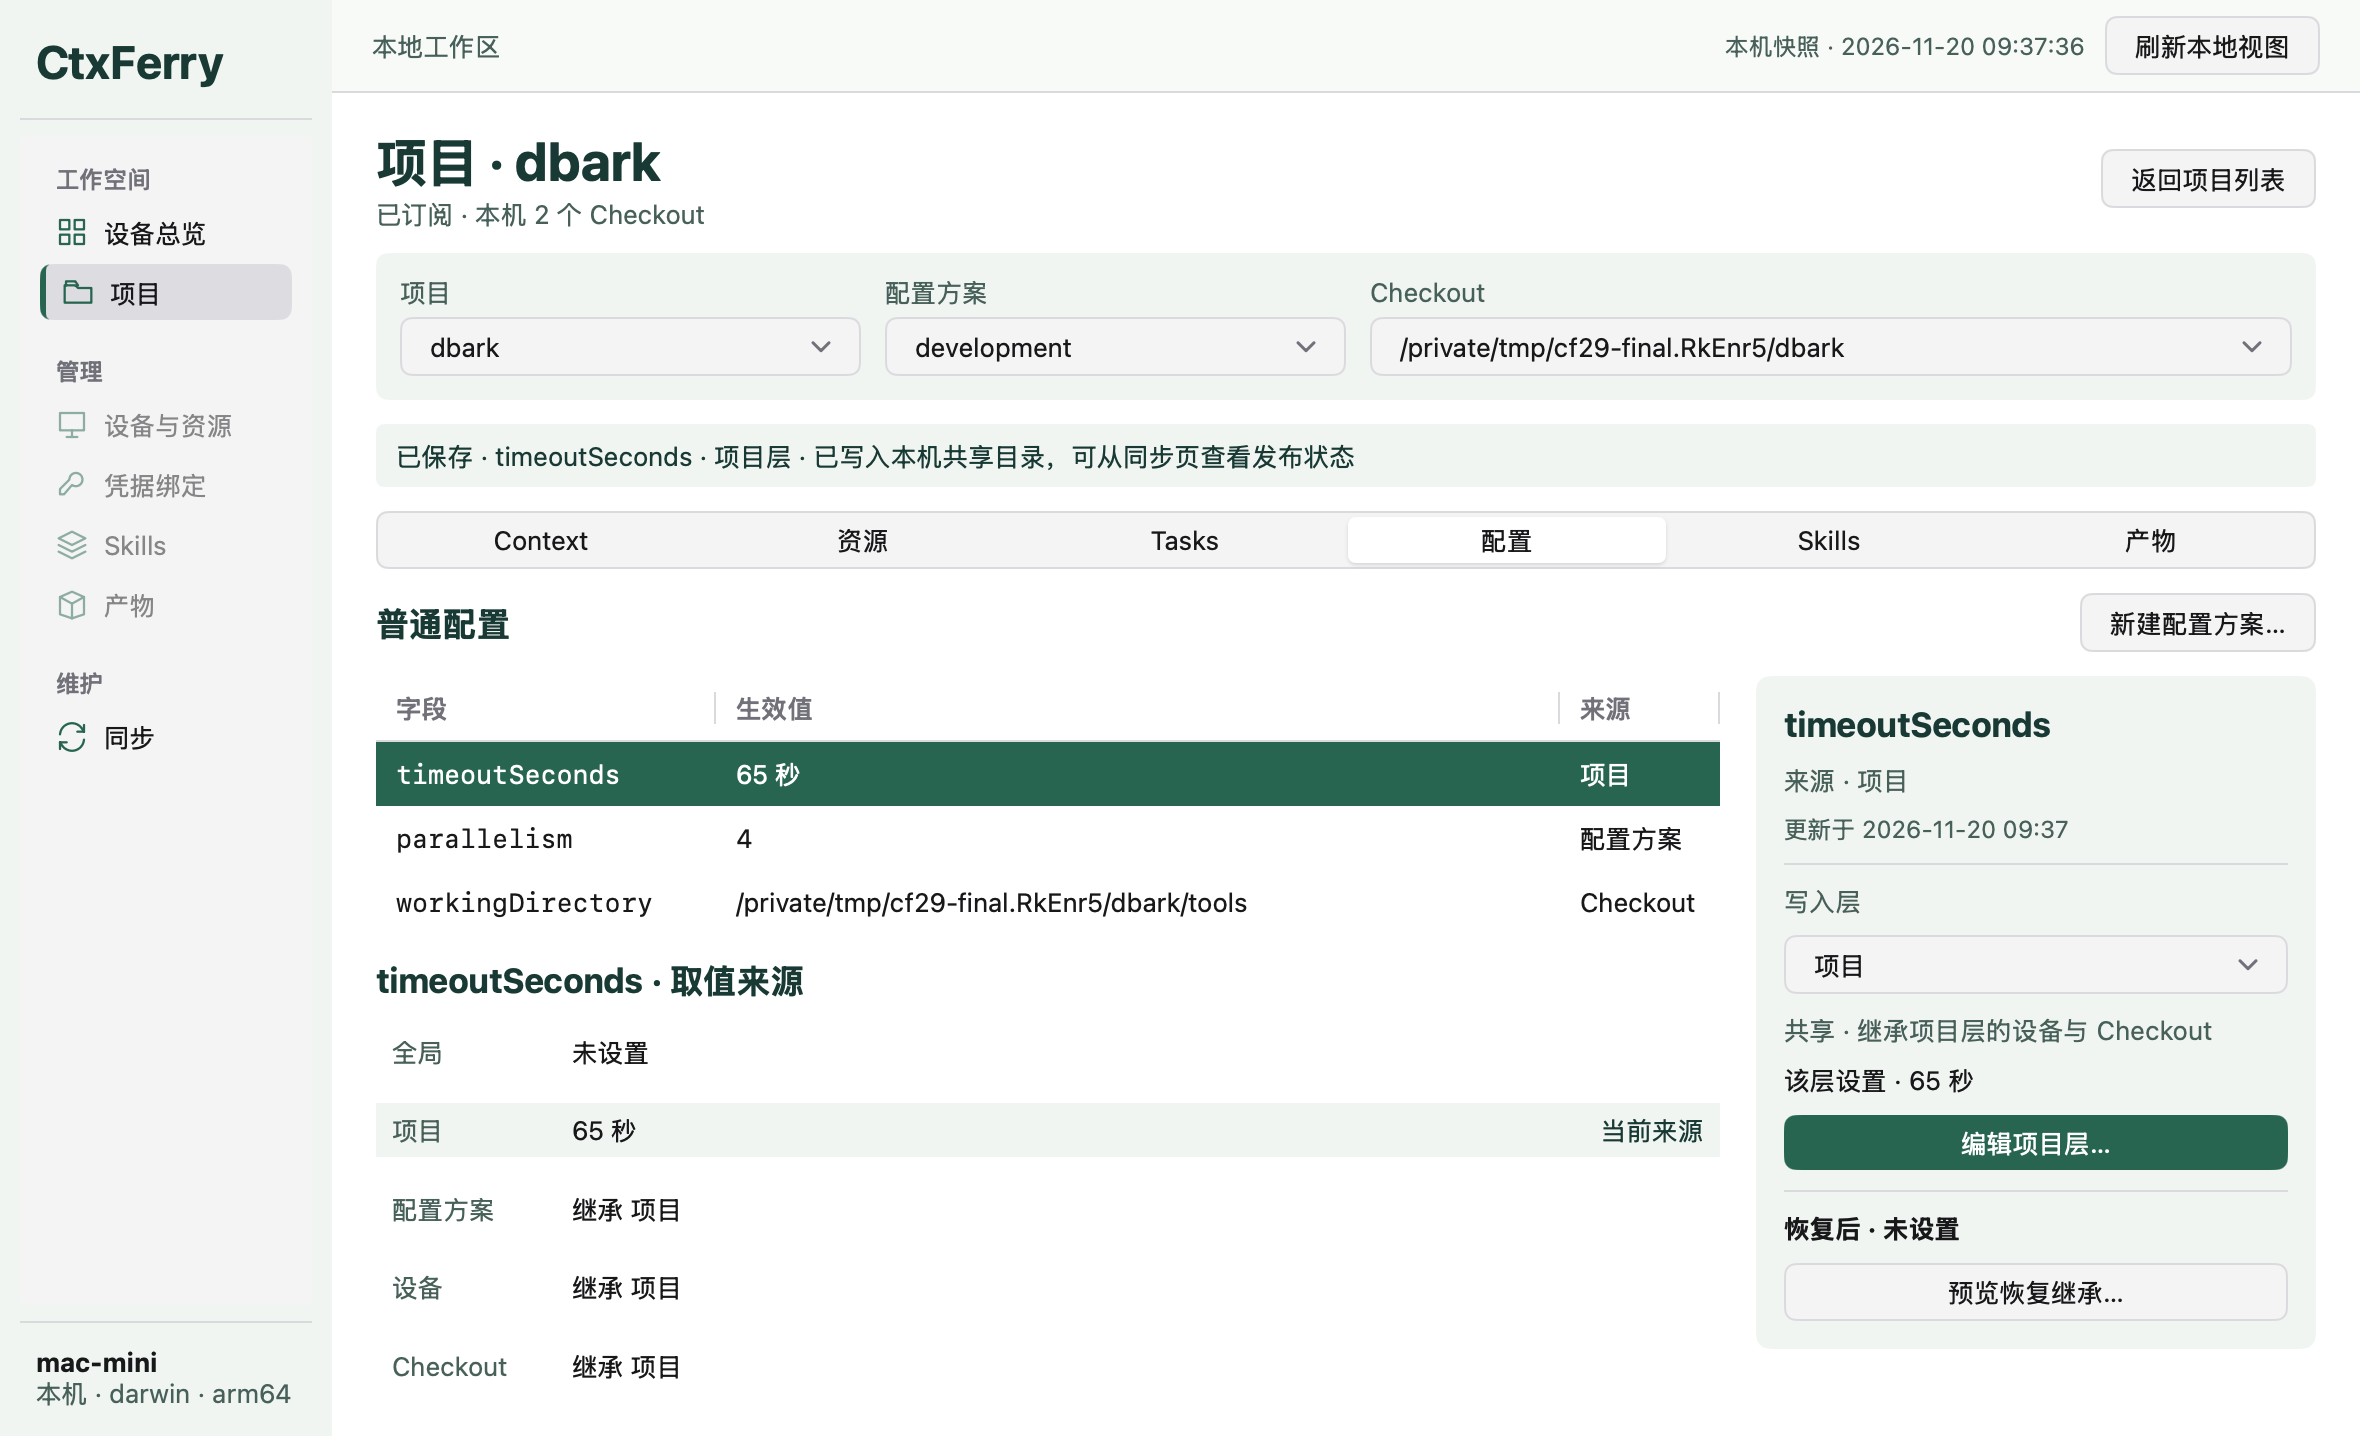 CtxFerry
工作空间
设备总览
项目
管理
设备与资源
凭据绑定
Skills
产物
维护
同步
mac-mini
本机 · darwin · arm64
本地工作区
本机快照 · 2026-11-20 09:37:36
刷新本地视图
项目 · dbark
已订阅 · 本机 2 个 Checkout
返回项目列表
项目
配置方案
Checkout
dbark
development
/private/tmp/cf29-final.RkEnr5/dbark
已保存 · timeoutSeconds · 项目层 · 已写入本机共享目录，可从同步页查看发布状态
Context
资源
Tasks
配置
Skills
产物
普通配置
新建配置方案...
字段 生效值 来源
timeoutSeconds 65 秒 项目
parallelism 4 配置方案
workingDirectory /private/tmp/cf29-final.RkEnr5/dbark/tools Checkout
timeoutSeconds · 取值来源
全局 未设置
项目 65 秒 当前来源
配置方案 继承 项目
设备 继承 项目
Checkout 继承 项目
timeoutSeconds
来源 · 项目
更新于 2026-11-20 09:37
写入层
项目
共享 · 继承项目层的设备与 Checkout
该层设置 · 65 秒
编辑项目层...
恢复后 · 未设置
预览恢复继承...